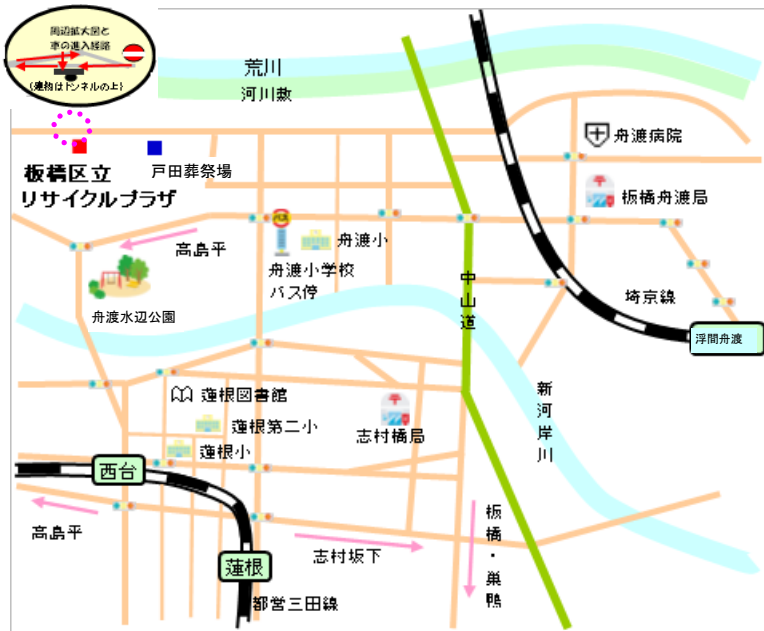 周辺拡大図と
車の進入経路
(建物はトンネルの上)
荒川
河川敷
板橋区立
リサイクルプラザ
戸田葬祭場
舟渡病院
板橋舟渡局
高島平
舟渡小
舟渡小学校
バス停
中山道
埼京線
浮間舟渡
舟渡水辺公園
新河岸川
蓮根図書館
蓮根第二小
蓮根小
志村橋局
西台
高島平
志村坂下
板橋・巣鴨
蓮根
都営三田線